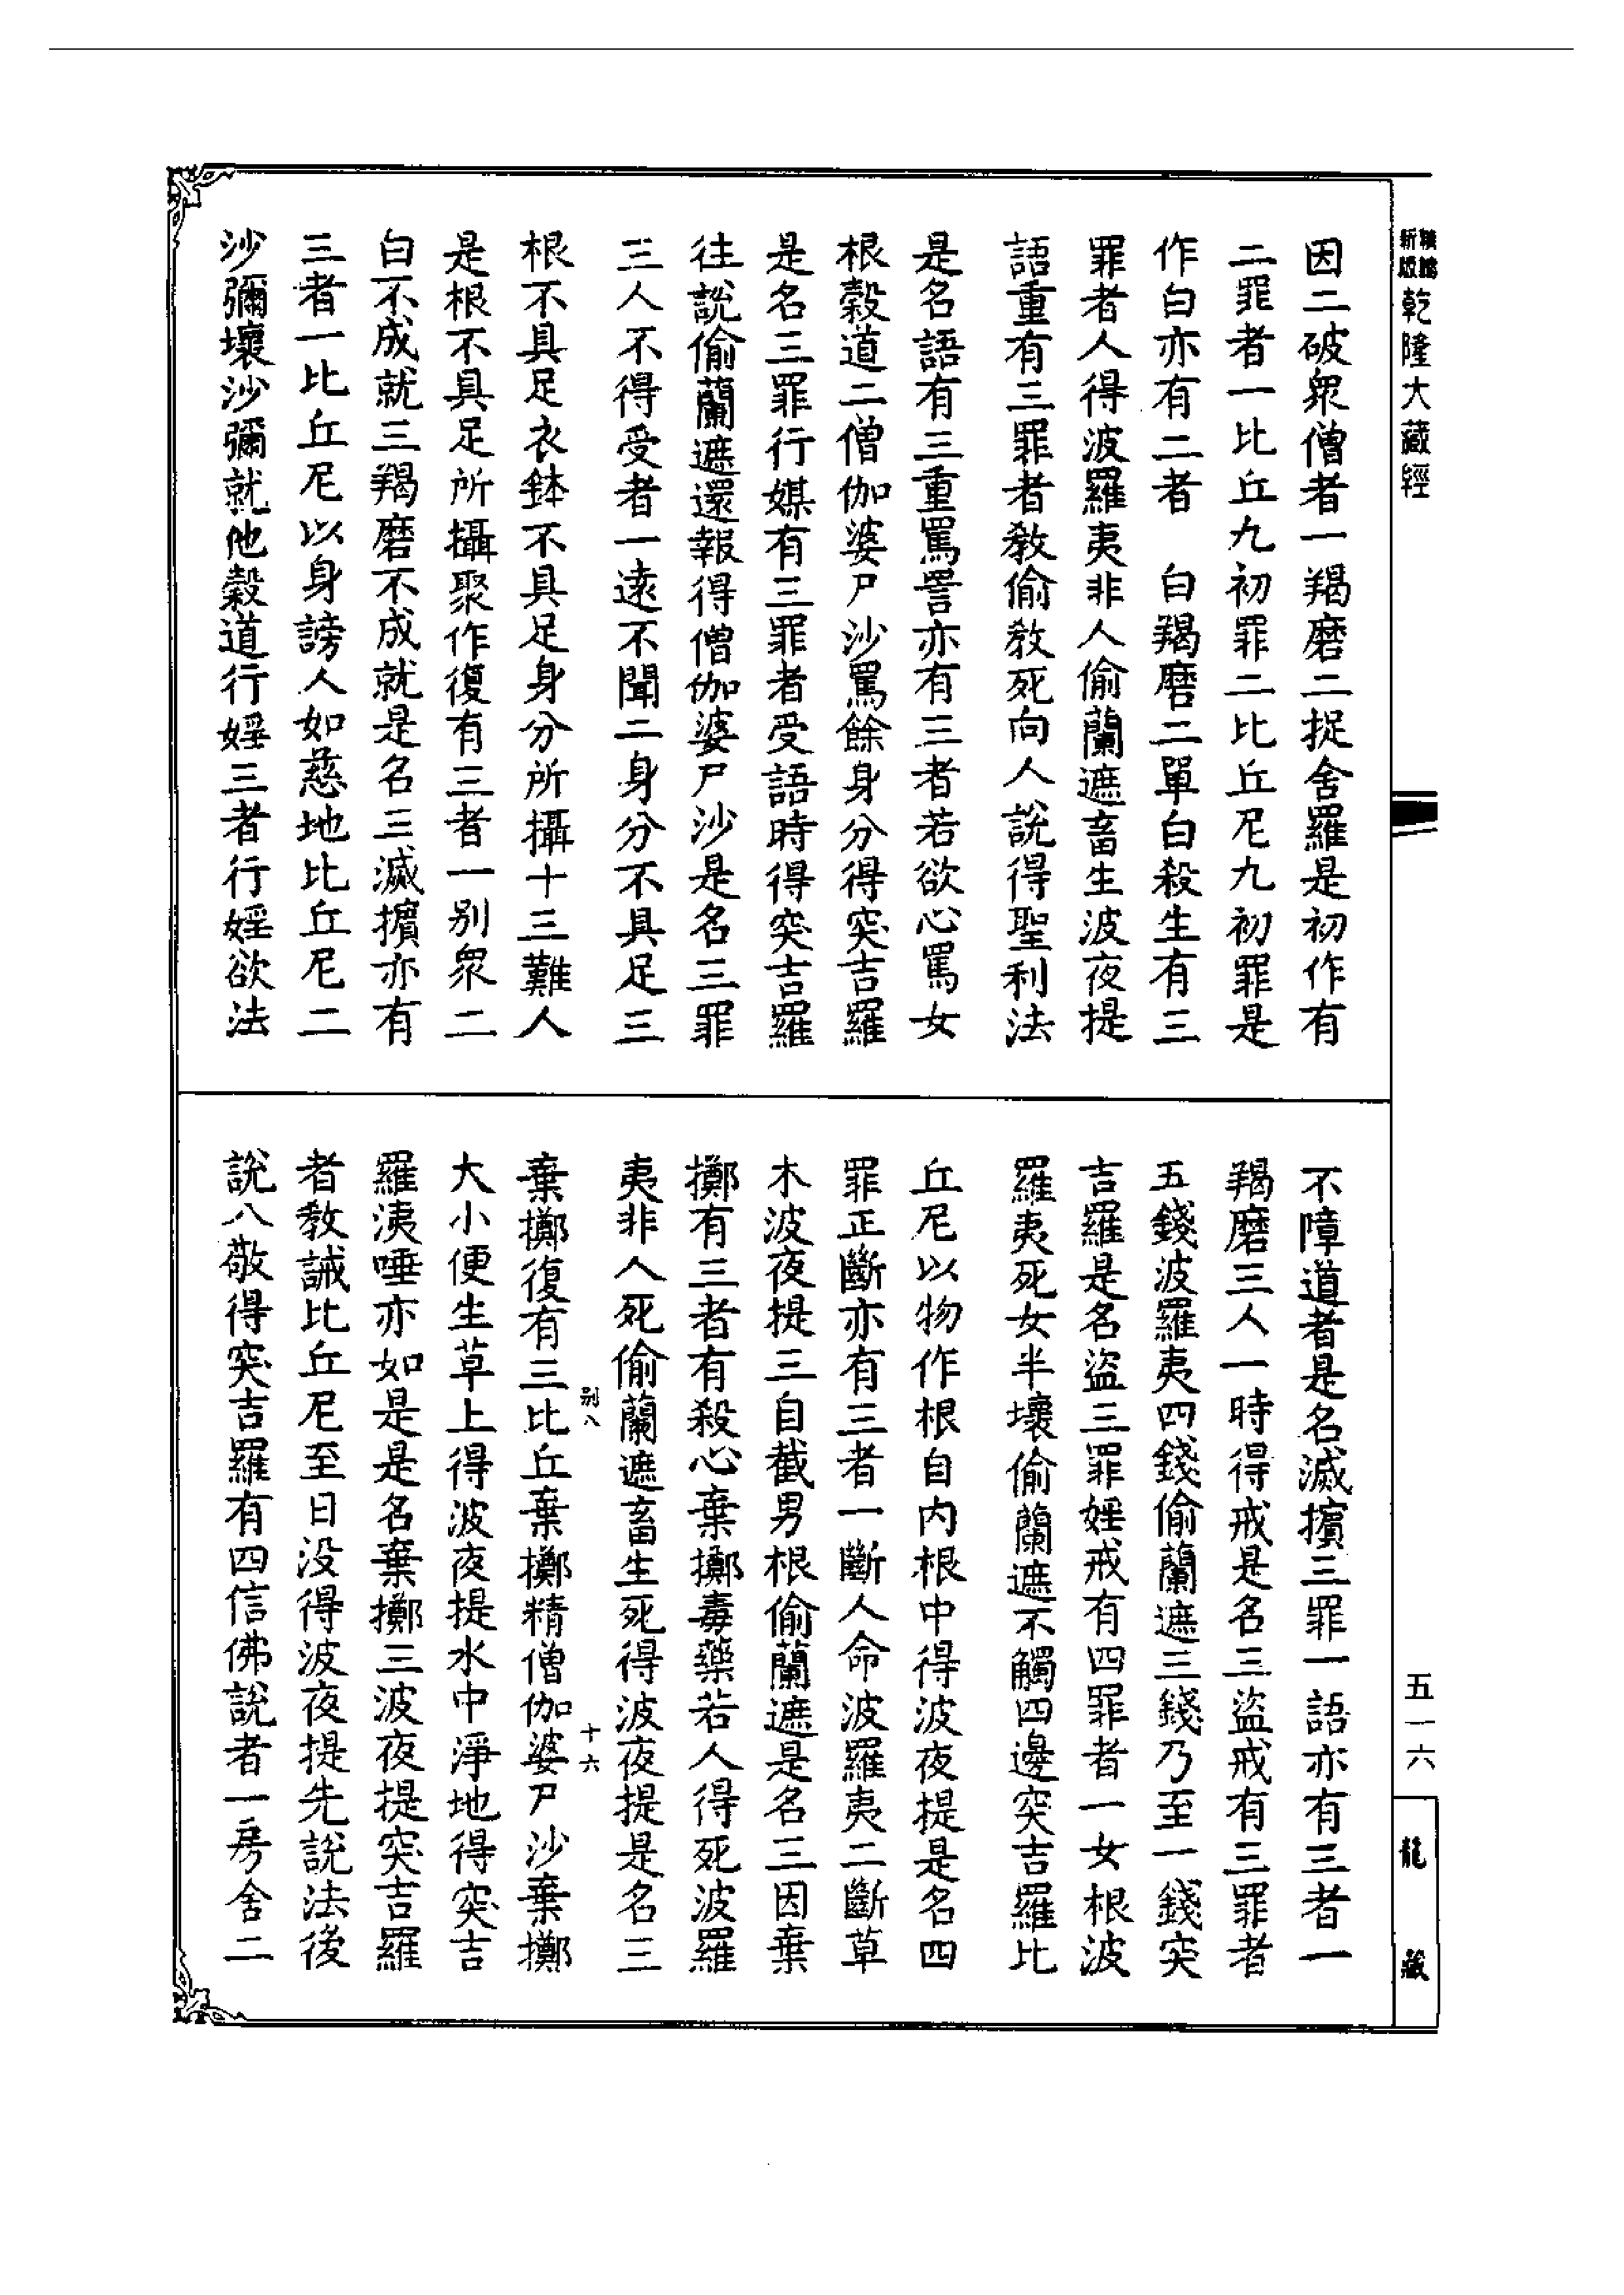 乾隆大藏經
因二破衆僧者一羯磨二捉舍羅是初作有
二罪者一比丘九初罪二比丘尼九初罪是
作白亦有二者　白羯磨二單白殺生有三
罪者人得波羅夷非人偷蘭遮畜生波夜提
語重有三罪者教偷教死向人說得聖利法
是名語有三重罵詈亦有三者若欲心罵女
根穀道二僧伽婆尸沙罵餘身分得突吉羅
是名三罪行媒有三罪者受語時得突吉羅
往說偷蘭遮還報得僧伽婆尸沙是名三罪
三人不得受者一遠不聞二身分不具足三
根不具足衣鉢不具足身分所攝十三難人
是根不具足所攝聚作復有三者一別衆二
白不成就三羯磨不成就是名三滅擯亦有
三者一比丘尼以身謗人如慈地比丘尼二
沙彌壞沙彌就他穀道行婬三者行婬欲法
不障道者是名滅擯三罪一語亦有三者一
羯磨三人一時得戒是名三盜戒有三罪者
五錢波羅夷四錢偷蘭遮三錢乃至一錢突
吉羅是名盜三罪婬戒有四罪者一女根波
羅夷死女半壞偷蘭遮不觸四邊突吉羅比
丘尼以物作根自內根中得波夜提是名四
罪正斷亦有三者一斷人命波羅夷二斷草
木波夜提三自截男根偷蘭遮是名三因棄
擲有三者有殺心棄擲毒藥若人得死波羅
夷非人死偷蘭遮畜生死得波夜提是名三
別八
十六
棄擲復有三比丘棄擲精僧伽婆尸沙棄擲
大小便生草上得波夜提水中淨地得突吉
羅洟唾亦如是是名棄擲三波夜提突吉羅
者教誡比丘尼至日没得波夜提先說法後
說八敬得突吉羅有四信佛說者一房舍二
五一六
龍藏